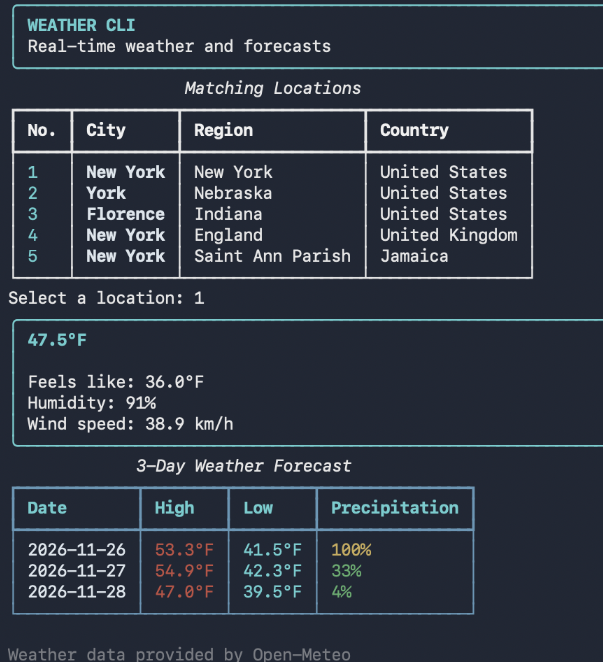 WEATHER CLI
Real-time weather and forecasts
Matching Locations
No. City Region Country
1 New York New York United States
2 York Nebraska United States
3 Florence Indiana United States
4 New York England United Kingdom
5 New York Saint Ann Parish Jamaica
Select a location: 1
47.5°F
Feels like: 36.0°F
Humidity: 91%
Wind speed: 38.9 km/h
3-Day Weather Forecast
Date High Low Precipitation
2026-11-26 53.3°F 41.5°F 100%
2026-11-27 54.9°F 42.3°F 33%
2026-11-28 47.0°F 39.5°F 4%
Weather data provided by Open-Meteo